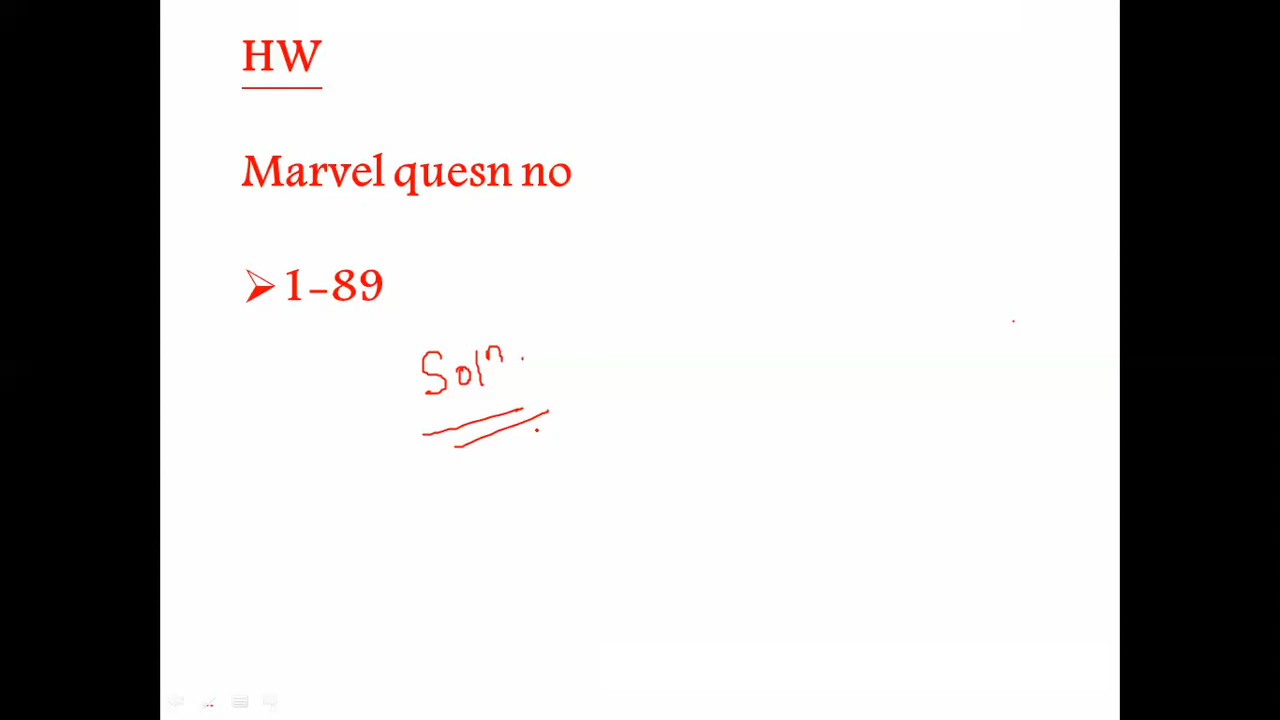 HW
Marvel quesn no
➢ 1-89
Solⁿ.